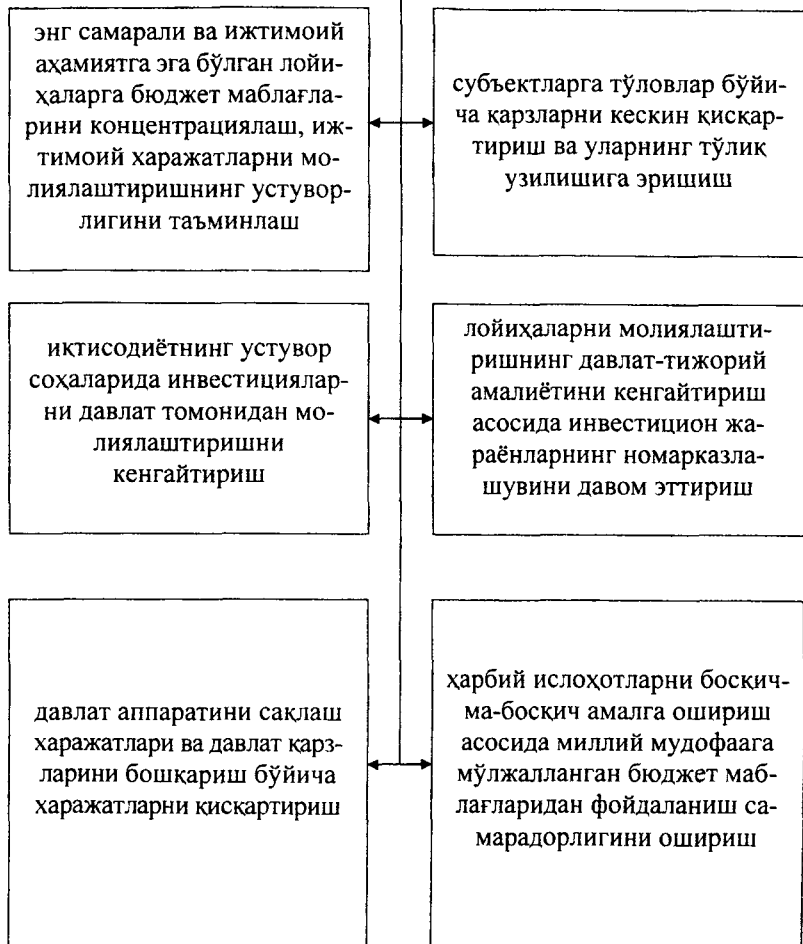 энг самарали ва ижтимоий
аҳамиятга эга бўлган лойи-
ҳаларга бюджет маблағла-
рини концентрациялаш, иж-
тимоий харажатларни мо-
лиялаштиришнинг устувор-
лигини таъминлаш
субъектларга тўловлар бўйи-
ча қарзларни кескин қисқар-
тириш ва уларнинг тўлиқ
узилишига эришиш
иқтисодиётнинг устувор
соҳаларида инвестициялар-
ни давлат томонидан мо-
лиялаштиришни
кенгайтириш
лойиҳаларни молиялашти-
ришнинг давлат-тижорий
амалиётини кенгайтириш
асосида инвестицион жа-
раёнларнинг номарказла-
шувини давом эттириш
давлат аппаратини сақлаш
харажатлари ва давлат қарз-
ларини бошқариш бўйича
харажатларни қисқартириш
ҳарбий ислоҳотларни босқич-
ма-босқич амалга ошириш
асосида миллий мудофаага
мўлжалланган бюджет маб-
лағларидан фойдаланиш са-
марадорлигини ошириш